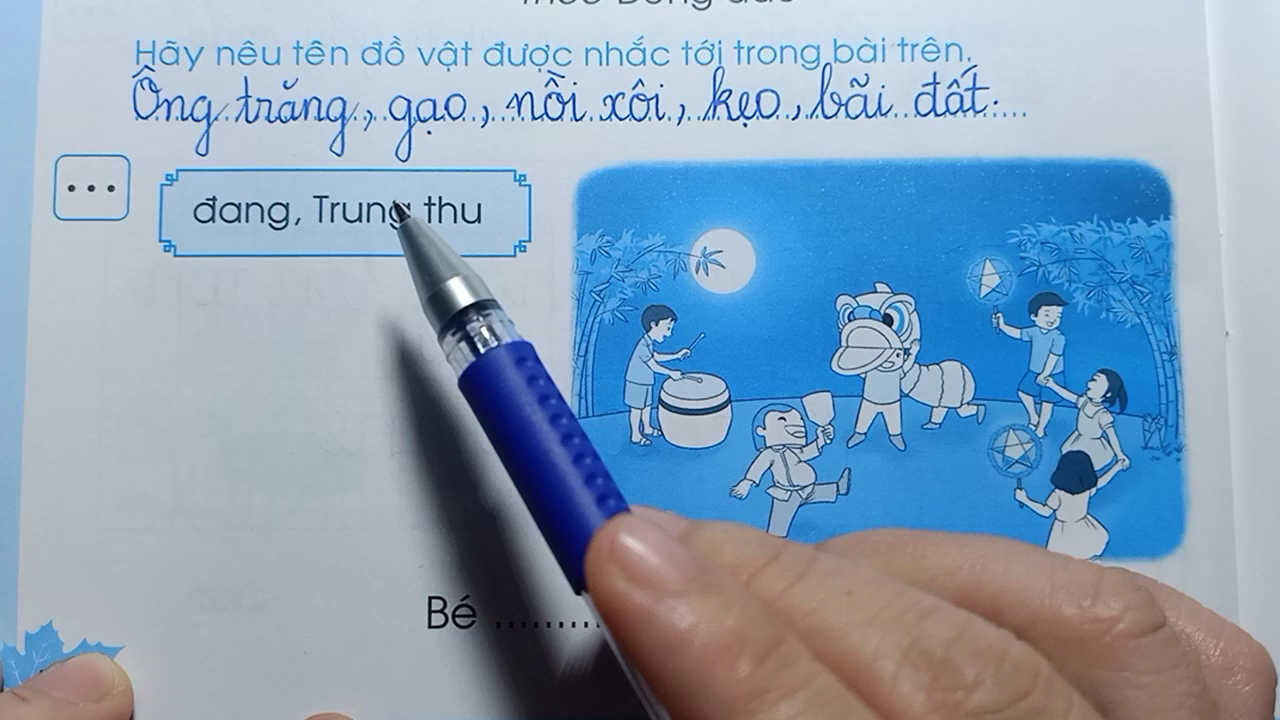 Hãy nêu tên đồ vật được nhắc tới trong bài trên.
Ông trăng, gạo, nồi xôi, kẹo, bãi đất.
...
đang, Trung thu
Bé ..........